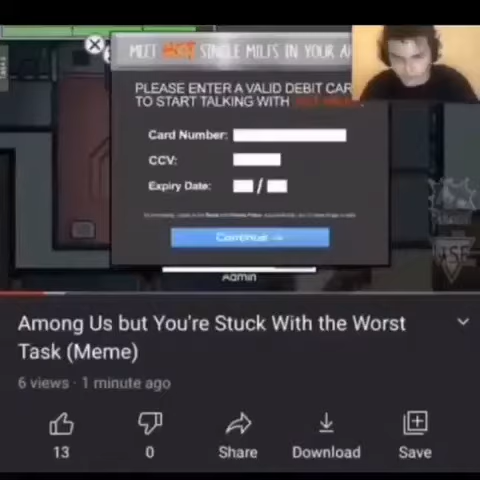 MEET HOT SINGLE MILFS IN YOUR A
PLEASE ENTER A VALID DEBIT CAR
TO START TALKING WITH
Card Number:
CCV:
Expiry Date: /
Continue →
Admin
USE
Among Us but You're Stuck With the Worst
Task (Meme)
6 views · 1 minute ago
13
0
Share
Download
Save